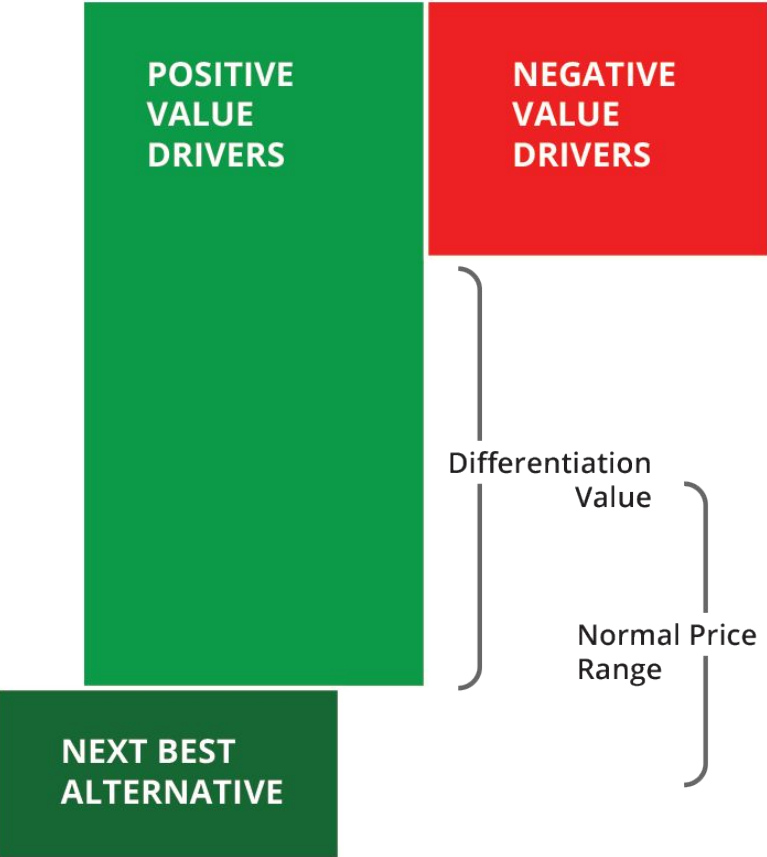 POSITIVE
VALUE
DRIVERS
NEGATIVE
VALUE
DRIVERS
Differentiation
Value
Normal Price
Range
NEXT BEST
ALTERNATIVE